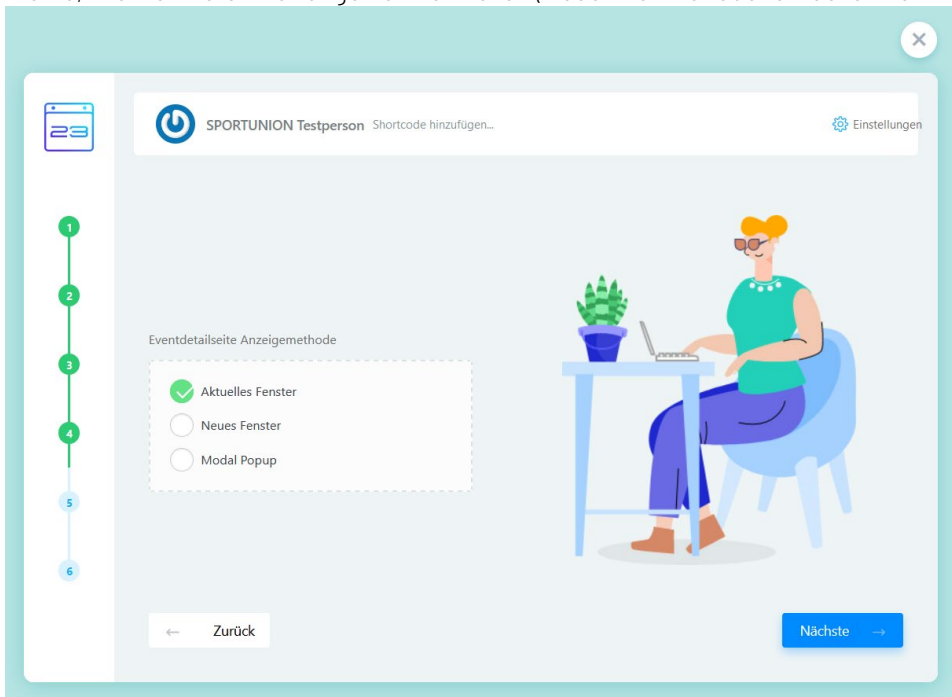 23
SPORTUNION Testperson Shortcode hinzufügen...
Einstellungen
1
2
3
4
5
6
Eventdetailseite Anzeigemethode
Aktuelles Fenster
Neues Fenster
Modal Popup
← Zurück
Nächste →